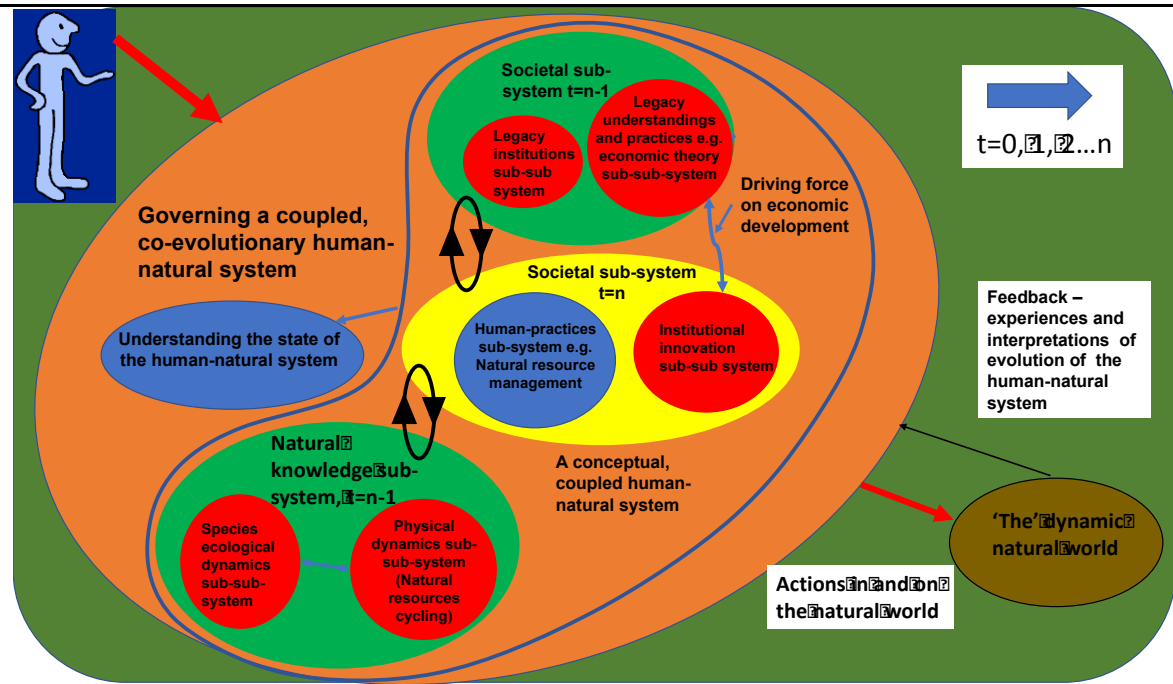 Societal sub-
system t=n-1
Legacy
institutions
sub-sub
system
Legacy
understandings
and practices e.g.
economic theory
sub-sub-system
t=0,⍰1,⍰2...n
Driving force
on economic
development
Governing a coupled,
co-evolutionary human-
natural system
Understanding the state of
the human-natural system
Societal sub-system
t=n
Human-practices
sub-system e.g.
Natural resource
management
Institutional
innovation
sub-sub system
Feedback –
experiences and
interpretations of
evolution of the
human-natural
system
Natural⍰
knowledge⍰sub-
system,⍰t=n-1
Species
ecological
dynamics
sub-sub-
system
Physical
dynamics sub-
sub-system
(Natural
resources
cycling)
A conceptual,
coupled human-
natural system
'The'⍰dynamic⍰
natural⍰world
Actions⍰in⍰and⍰on⍰
the⍰natural⍰world